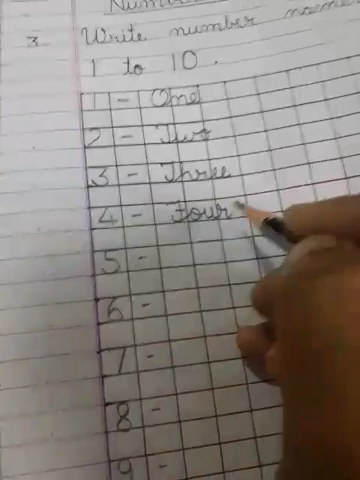 3. Write number names
1 to 10.
1 - One
2 - Two
3 - Three
4 - Four
5 -
6 -
7 -
8 -
9 -